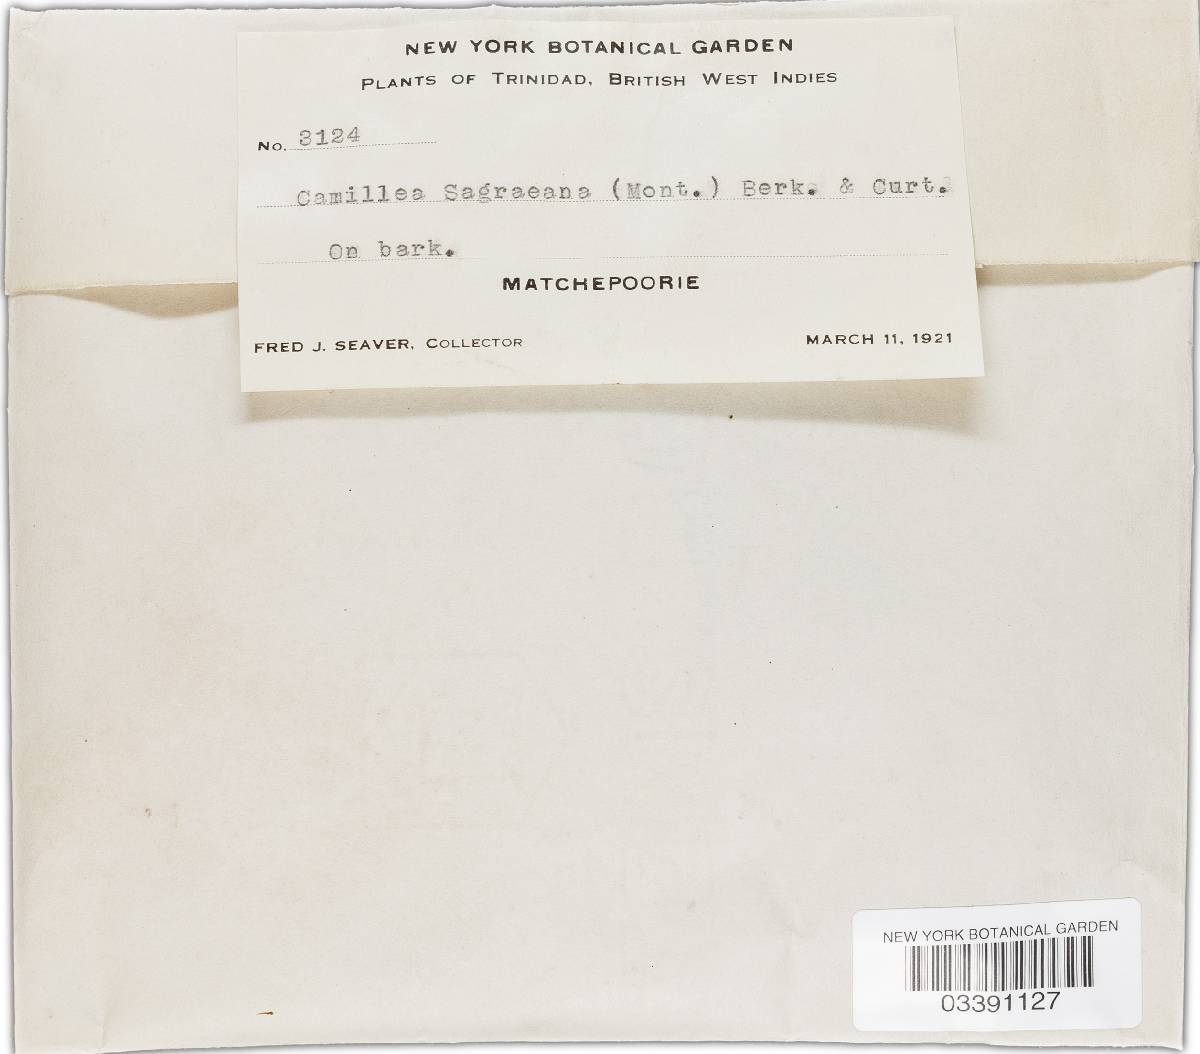 NEW YORK BOTANICAL GARDEN
PLANTS OF TRINIDAD, BRITISH WEST INDIES
No. 3124
Camillea Sagraeana (Mont.) Berk. & Curt.
On bark.
MATCHEPOORIE
FRED J. SEAVER, COLLECTOR MARCH 11, 1921
NEW YORK BOTANICAL GARDEN
03391127